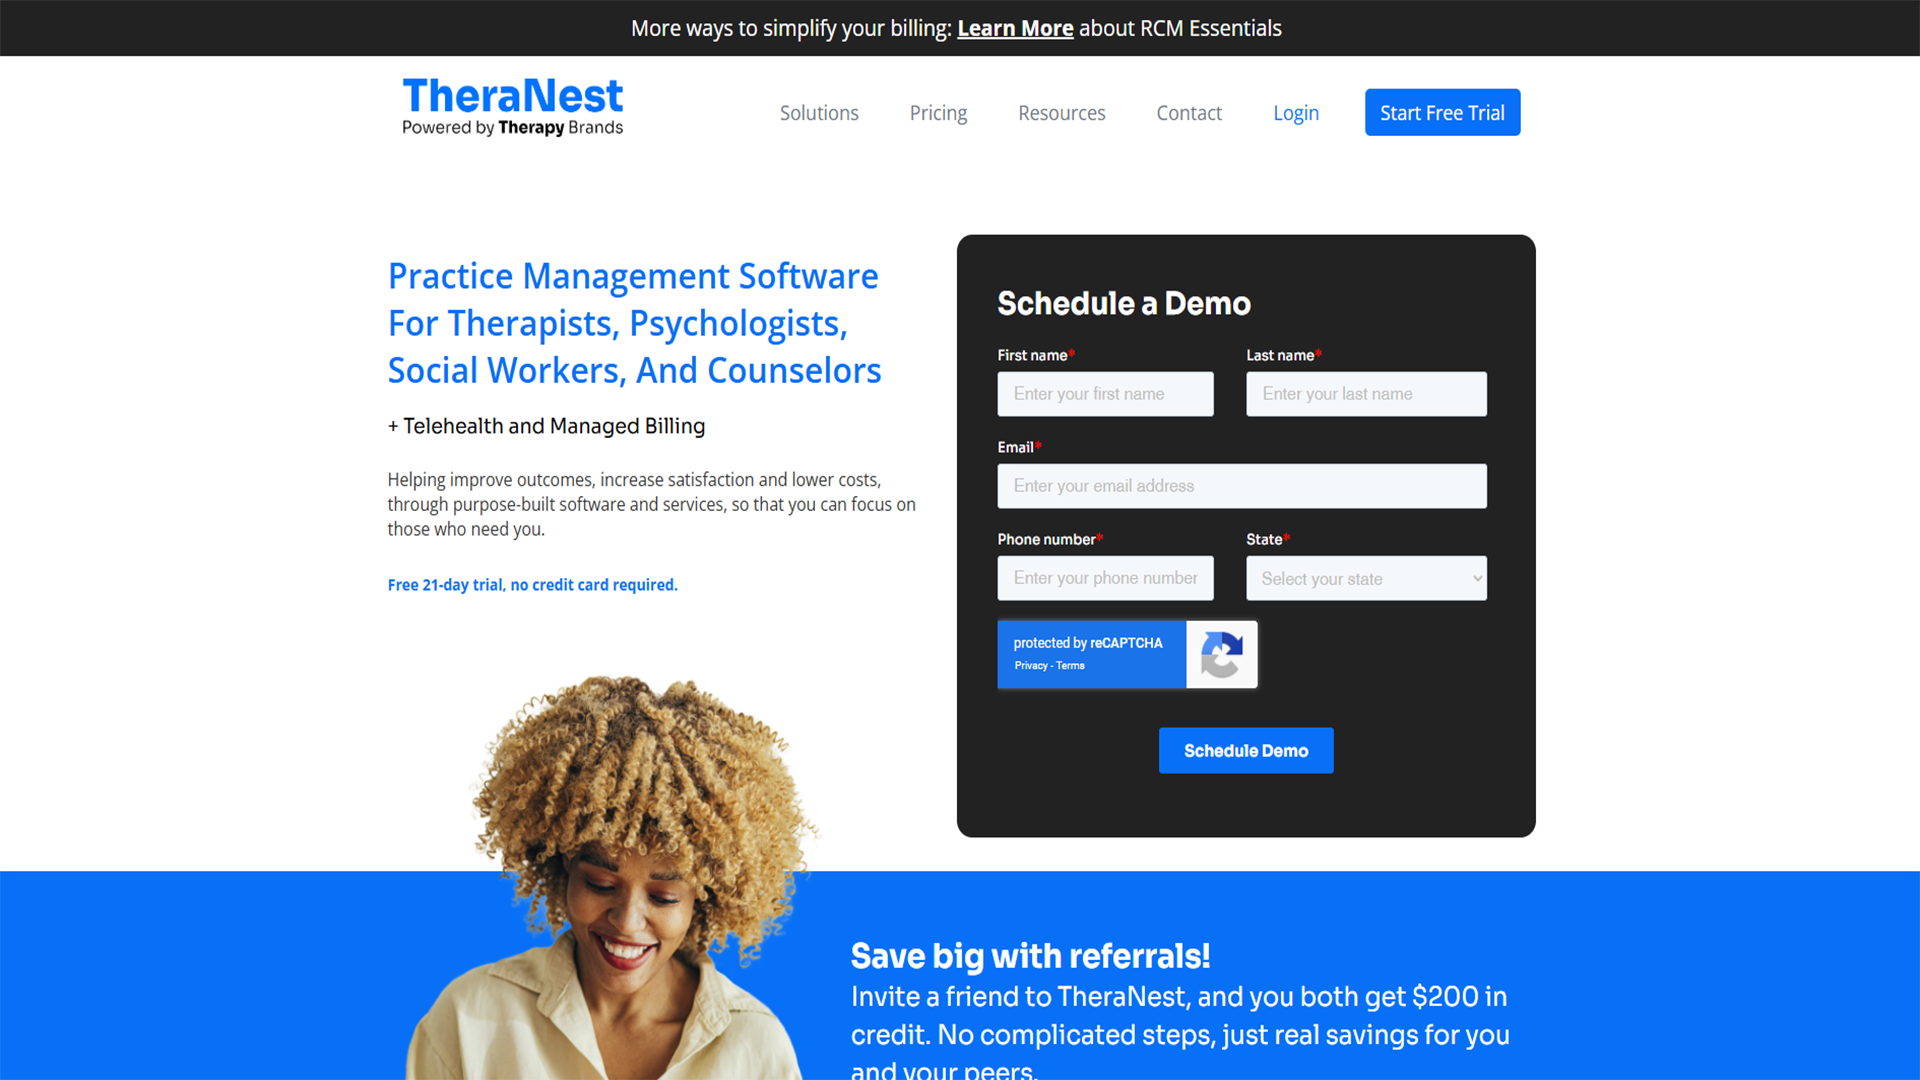 More ways to simplify your billing: Learn More about RCM Essentials
TheraNest
Powered by Therapy Brands
Solutions
Pricing
Resources
Contact
Login
Start Free Trial
Practice Management Software
For Therapists, Psychologists,
Social Workers, And Counselors
+ Telehealth and Managed Billing
Helping improve outcomes, increase satisfaction and lower costs,
through purpose-built software and services, so that you can focus on
those who need you.
Free 21-day trial, no credit card required.
Schedule a Demo
First name*
Last name*
Enter your first name
Enter your last name
Email*
Enter your email address
Phone number*
State*
Enter your phone number
Select your state
protected by reCAPTCHA
Privacy - Terms
Schedule Demo
Save big with referrals!
Invite a friend to TheraNest, and you both get $200 in
credit. No complicated steps, just real savings for you
and your peers.